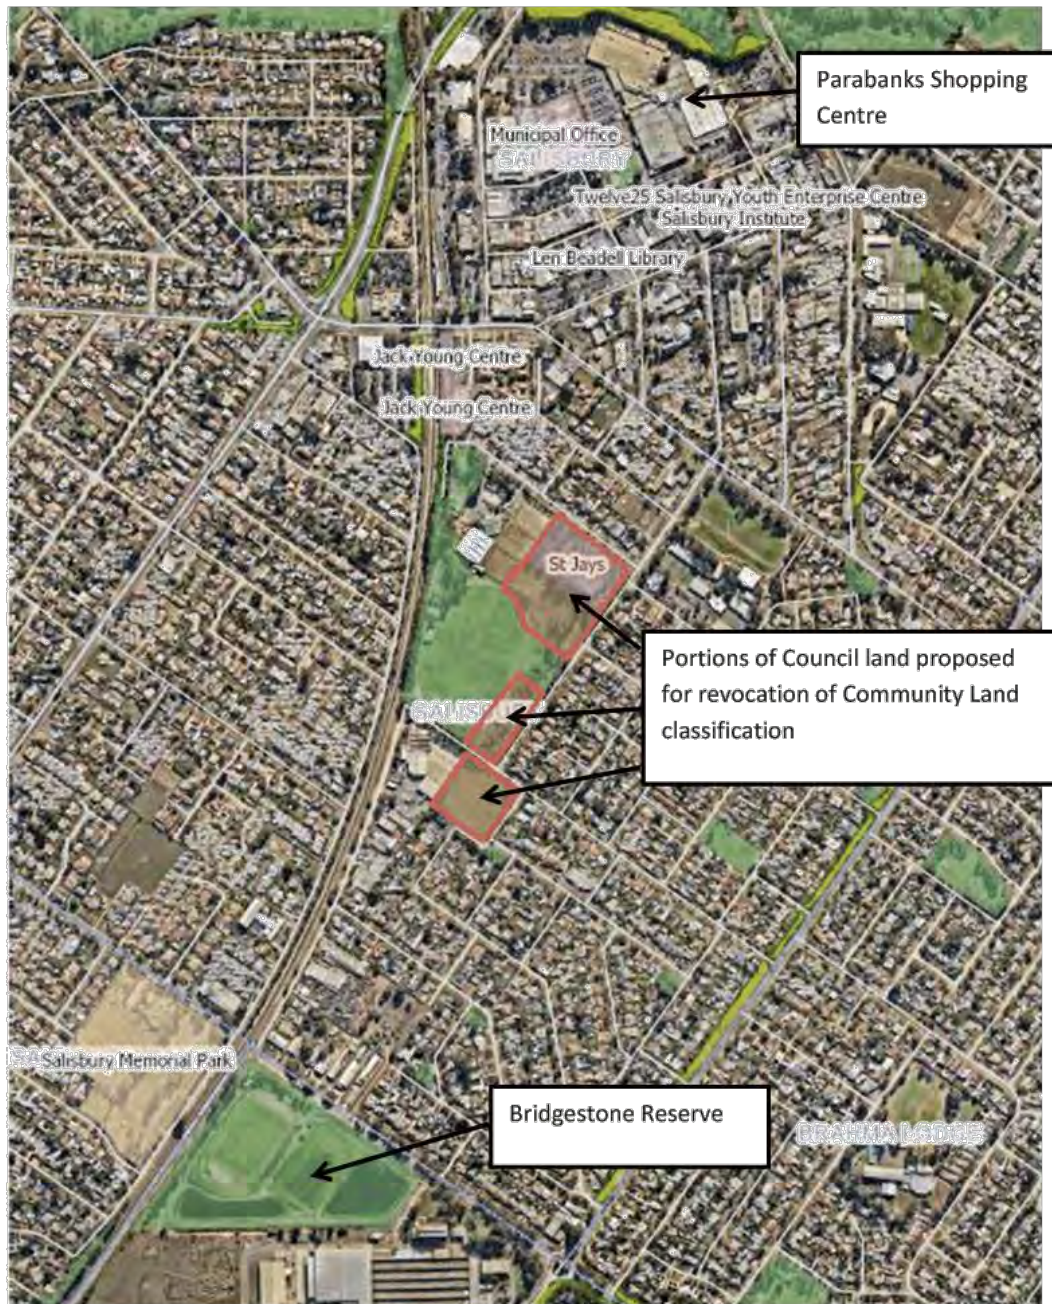 Parabanks Shopping
Centre
Municipal Office
SALISBURY
Twelve25 Salisbury Youth Enterprise Centre
Salisbury Institute
Len Beadell Library
Jack Young Centre
Jack Young Centre
St Jays
Portions of Council land proposed
for revocation of Community Land
classification
Salisbury Memorial Park
Bridgestone Reserve
BRAHMA LODGE